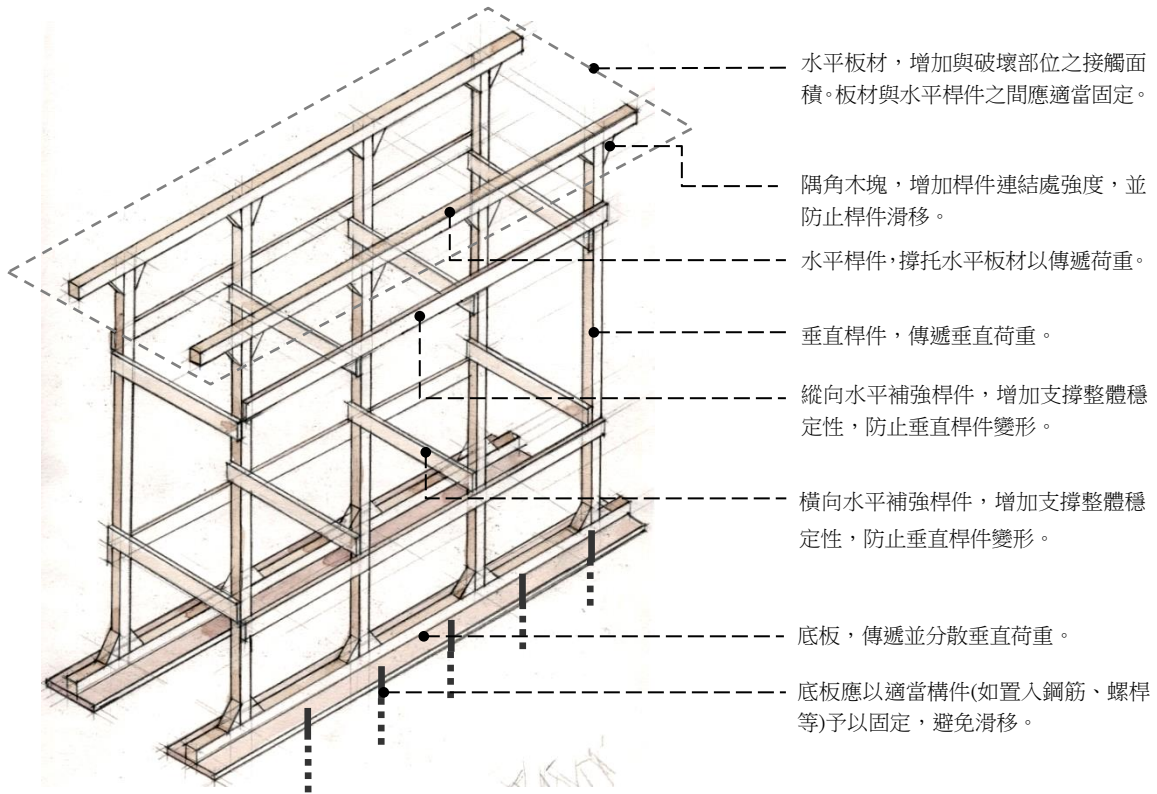 水平板材，增加與破壞部位之接觸面
積。板材與水平桿件之間應適當固定。
隅角木塊，增加桿件連結處強度，並
防止桿件滑移。
水平桿件，撐托水平板材以傳遞荷重。
垂直桿件，傳遞垂直荷重。
縱向水平補強桿件，增加支撐整體穩
定性，防止垂直桿件變形。
橫向水平補強桿件，增加支撐整體穩
定性，防止垂直桿件變形。
底板，傳遞並分散垂直荷重。
底板應以適當構件(如置入鋼筋、螺桿
等)予以固定，避免滑移。